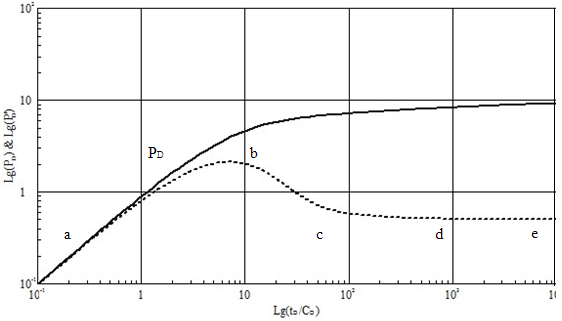 10²
10
1
10⁻¹
Lg(P_D) & Lg(P'_D)
P_D
a
b
c
d
e
10⁻¹ 1 10 10² 10³ 10
Lg(t_D/C_D)